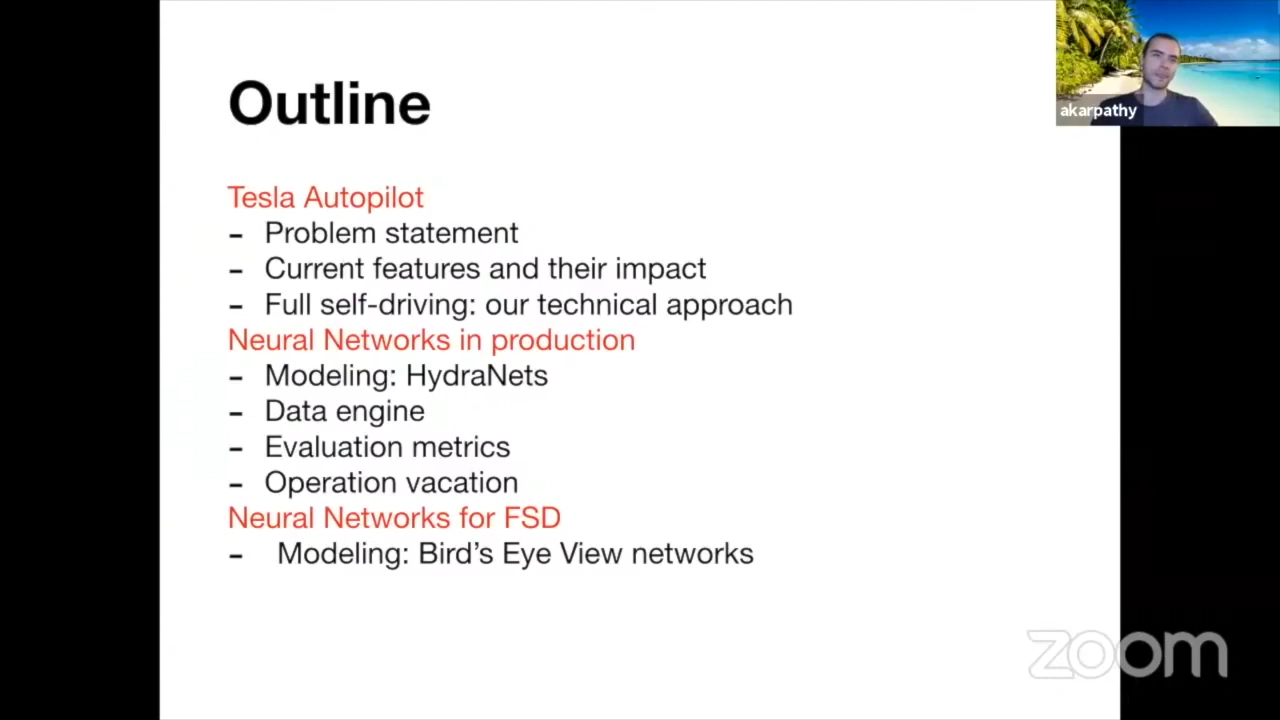 Outline
akarpathy
Tesla Autopilot
- Problem statement
- Current features and their impact
- Full self-driving: our technical approach
Neural Networks in production
- Modeling: HydraNets
- Data engine
- Evaluation metrics
- Operation vacation
Neural Networks for FSD
- Modeling: Bird’s Eye View networks
zoom